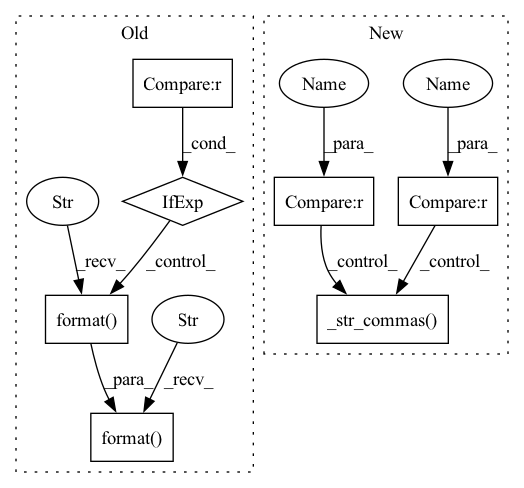 Old
New
Compare:r
Name
Name
_cond_
_para_
_para_
Str
IfExp
Compare:r
Compare:r
_recv_
_control_
_control_
_control_
format()
Str
_str_commas()
_para_
_recv_
format()